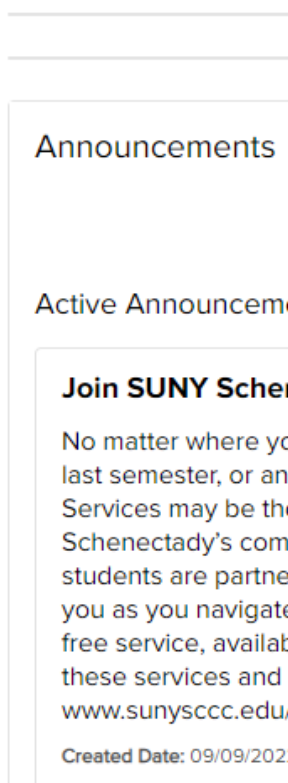 Announcements
Active Announceme
Join SUNY Schen
No matter where yo
last semester, or an
Services may be the
Schenectady's com
students are partne
you as you navigate
free service, availab
these services and
www.sunysccc.edu/
Created Date: 09/09/202